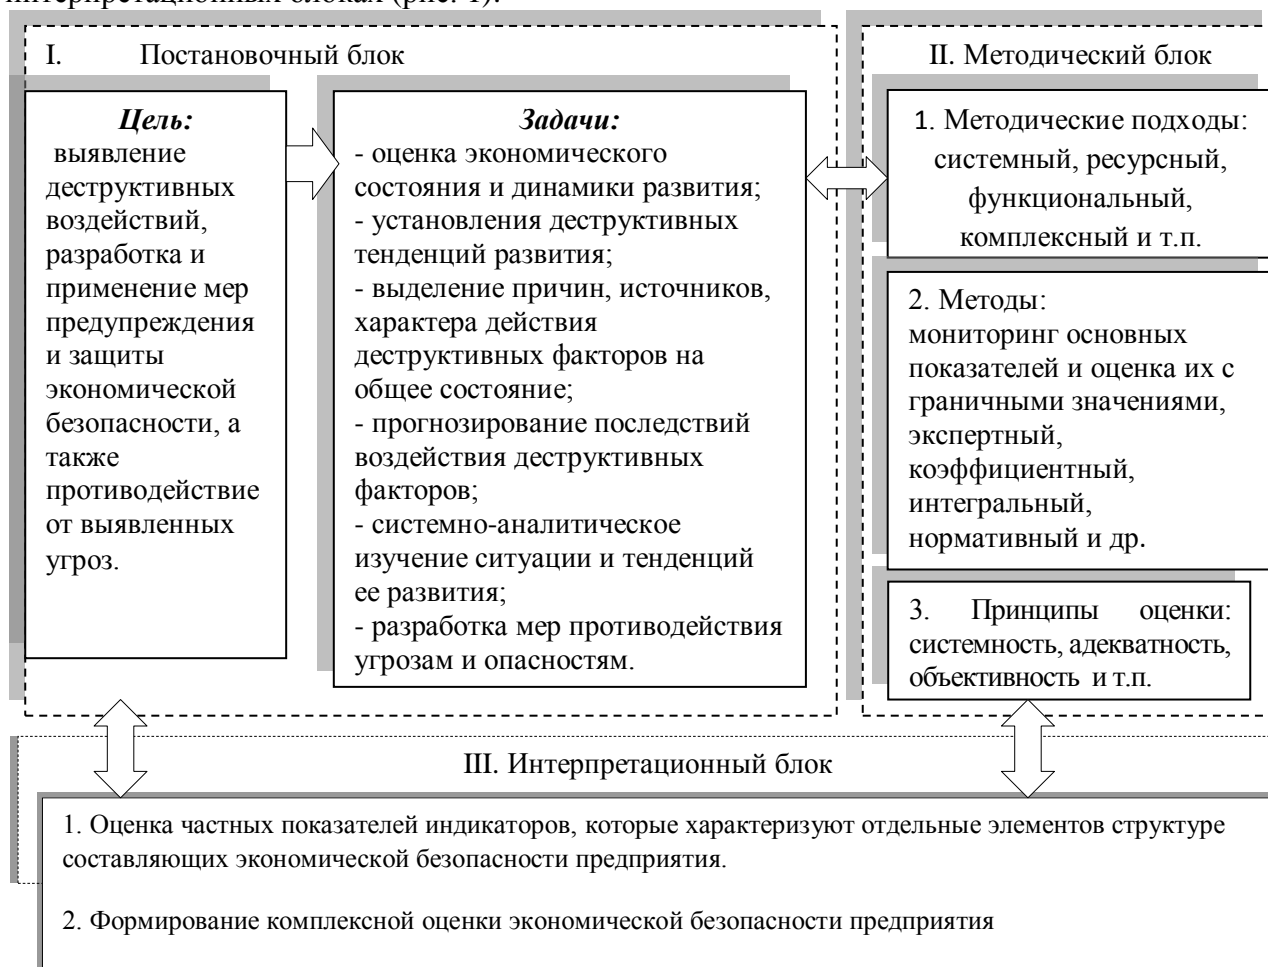 интерпретационных блоках (рис. 1).
I. Постановочный блок
Цель:
выявление
деструктивных
воздействий,
разработка и
применение мер
предупреждения
и защиты
экономической
безопасности, а
также
противодействие
от выявленных
угроз.
Задачи:
- оценка экономического
состояния и динамики развития;
- установления деструктивных
тенденций развития;
- выделение причин, источников,
характера действия
деструктивных факторов на
общее состояние;
- прогнозирование последствий
воздействия деструктивных
факторов;
- системно-аналитическое
изучение ситуации и тенденций
ее развития;
- разработка мер противодействия
угрозам и опасностям.
II. Методический блок
1. Методические подходы:
системный, ресурсный,
функциональный,
комплексный и т.п.
2. Методы:
мониторинг основных
показателей и оценка их с
граничными значениями,
экспертный,
коэффициентный,
интегральный,
нормативный и др.
3. Принципы оценки:
системность, адекватность,
объективность и т.п.
III. Интерпретационный блок
1. Оценка частных показателей индикаторов, которые характеризуют отдельные элементов структуре
составляющих экономической безопасности предприятия.
2. Формирование комплексной оценки экономической безопасности предприятия